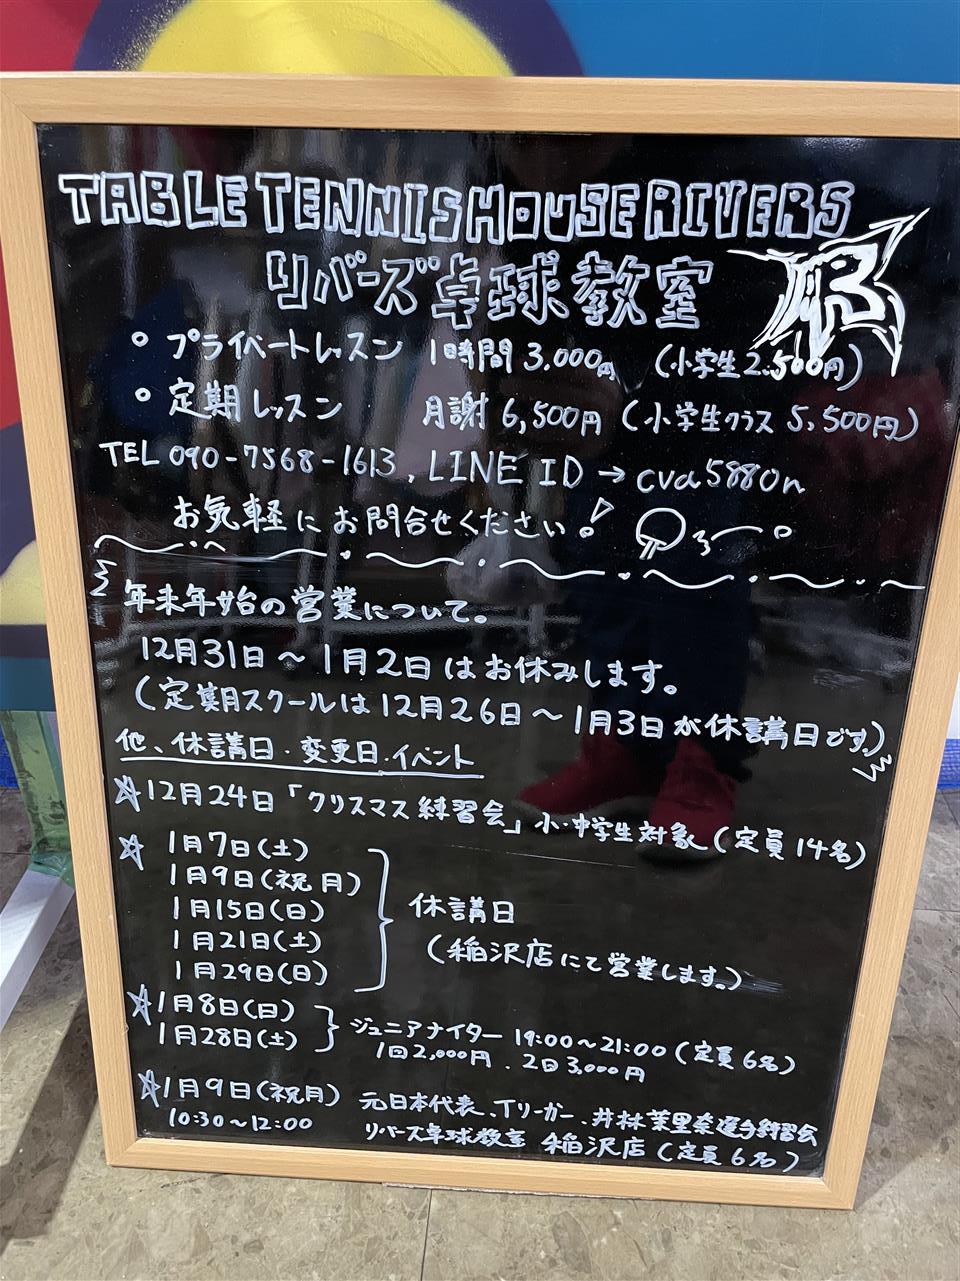 TABLE TENNIS HOUSE RIVERS
リバーズ卓球教室
R
○ プライベートレッスン 1時間 3,000円 (小学生2.500円)
○ 定期レッスン 月謝 6,500円 (小学生クラス 5,500円)
TEL 090-7568-1613, LINE ID → cva5880n
お気軽にお問合せください!
年末年始の営業について。
12月31日~1月2日はお休みします。
(定期スクールは12月26日~1月3日が休講日です。)
他、休講日・変更日・イベント
☆12月24日「クリスマス練習会」小・中学生対象(定員14名)
☆ 1月7日(土)
1月9日(祝月)
1月15日(日)
1月21日(土)
1月29日(日)
休講日
(稲沢店にて営業します。)
☆1月8日(日)
1月28日(土)
ジュニアナイター 19:00~21:00(定員6名)
1回2,000円 . 2回3,000円
☆1月9日(祝月) 元日本代表、Tリーガー、井林茉里奈選手練習会
10:30~12:00 リバーズ卓球教室 稲沢店(定員6名)